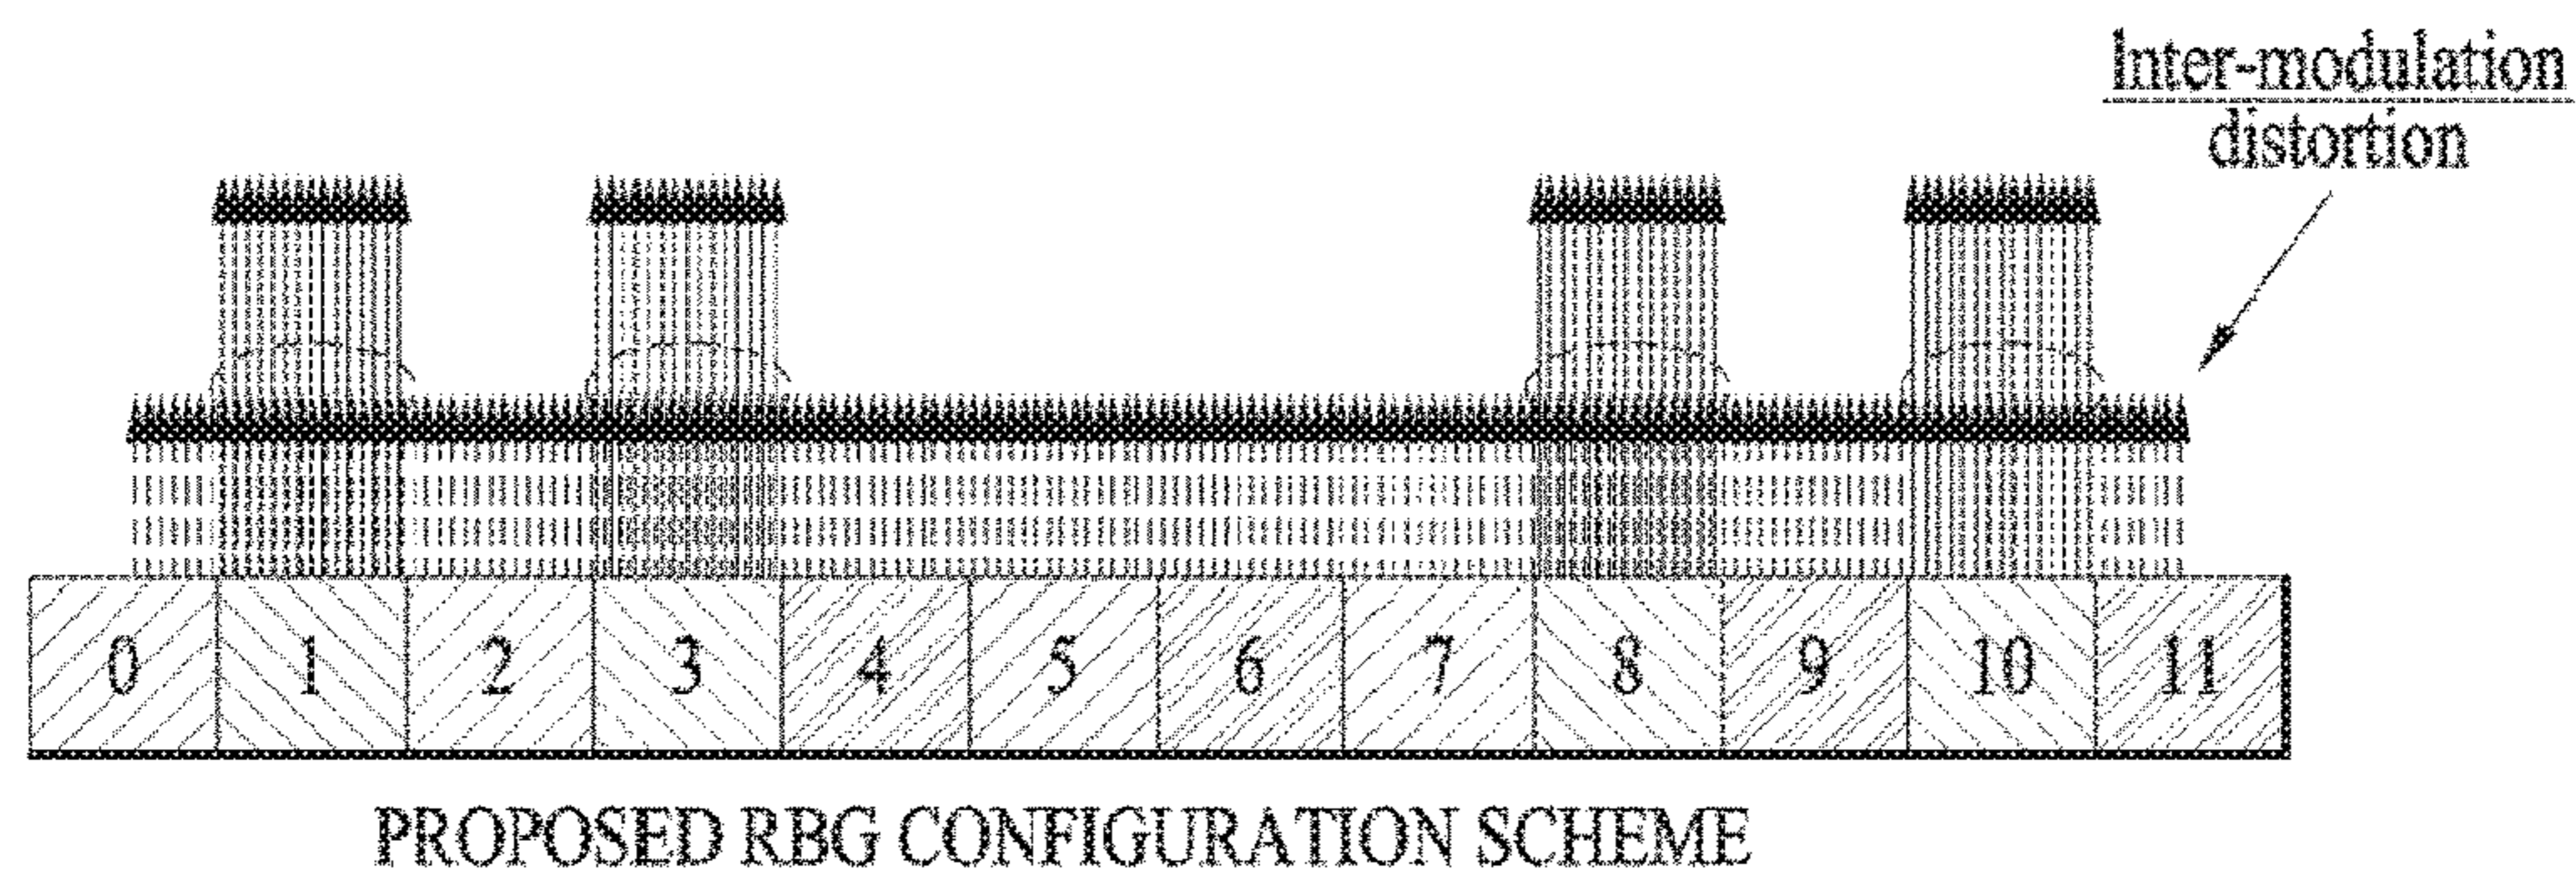 Inter-modulation
distortion
0 1 2 3 4 5 6 7 8 9 10 11
PROPOSED RBG CONFIGURATION SCHEME